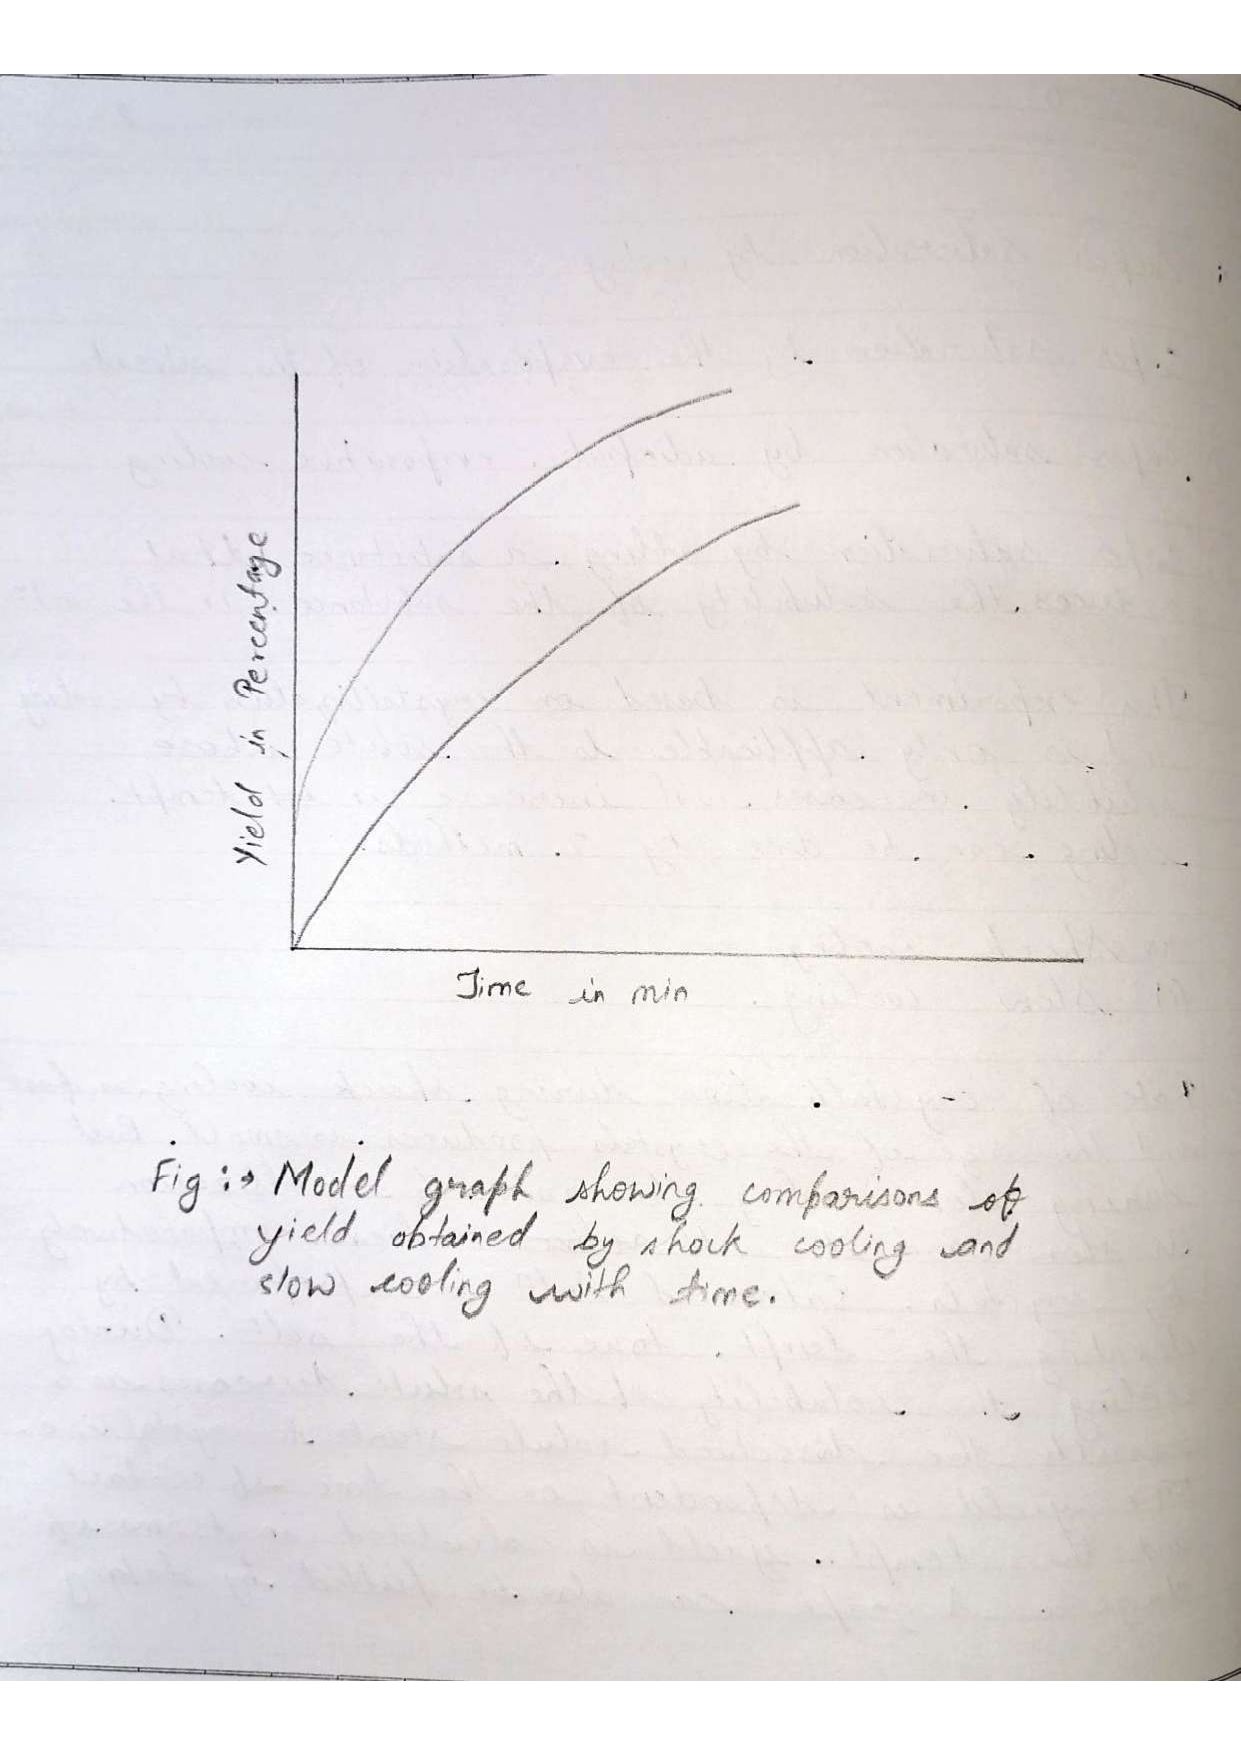 Yield in Percentage
Time in min
Fig :→ Model graph showing comparisons of
yield obtained by shock cooling and
slow cooling with time.